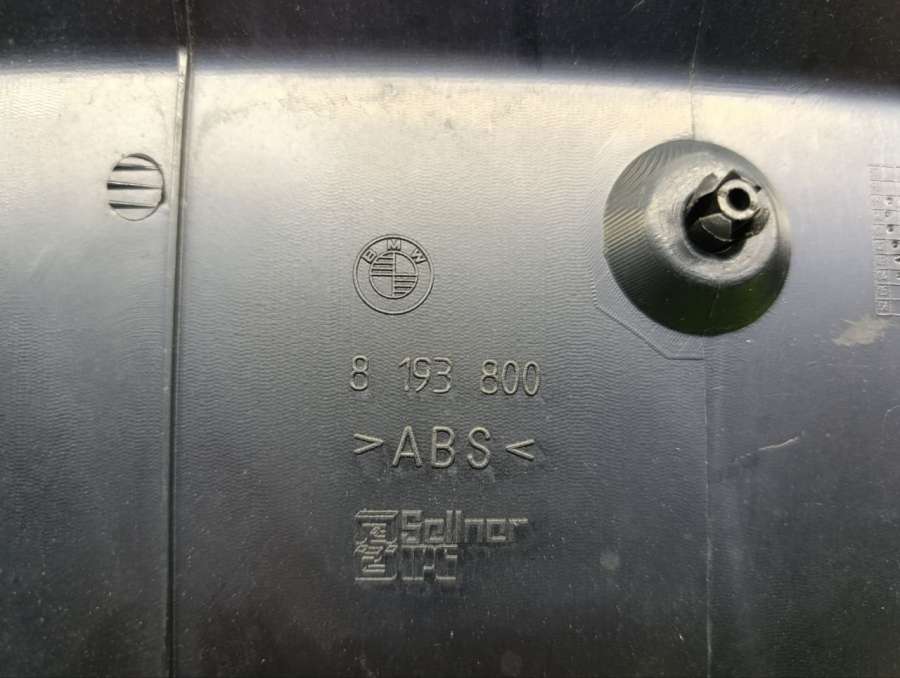 BMW
8 193 800
>ABS<
Sellner